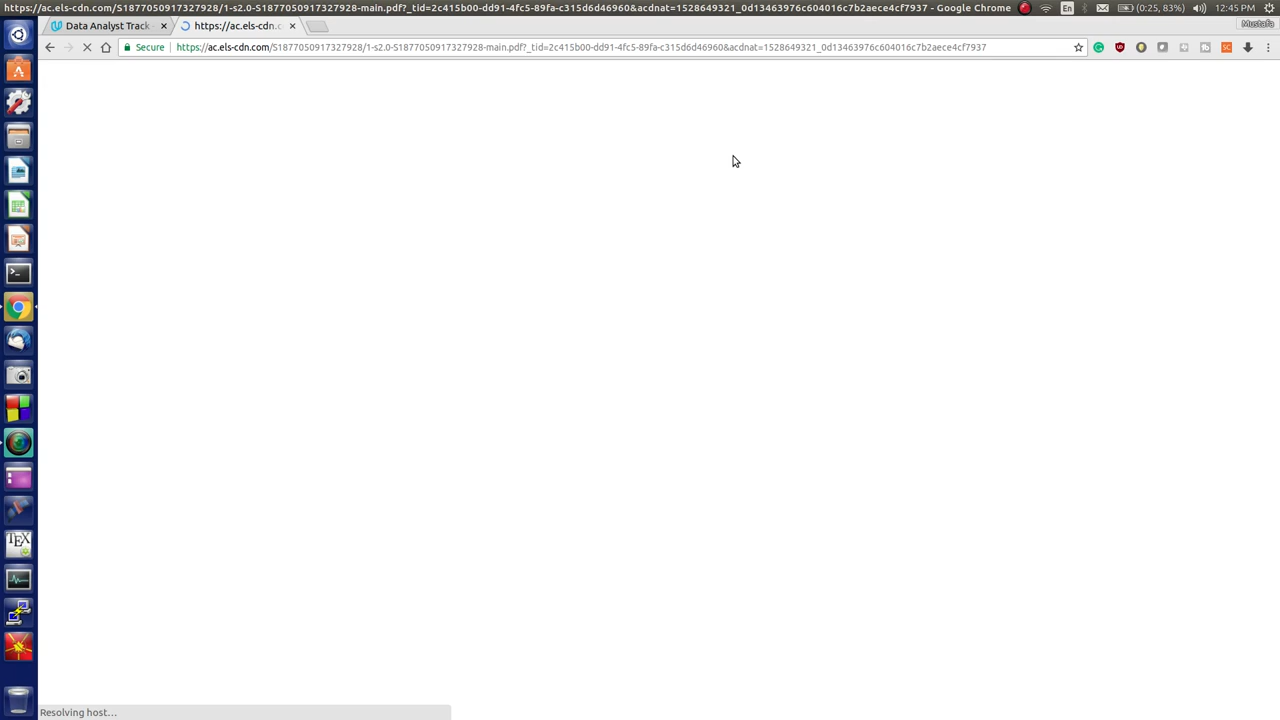 https://ac.els-cdn.com/S1877050917327928/1-s2.0-S1877050917327928-main.pdf?_tid=2c415b00-dd91-4fc5-89fa-c315d6d46960&acdnat=1528649321_0d13463976c604016c7b2aece4cf7937 - Google Chrome
En
(0:25, 83%)
12:45 PM
Data Analyst Track
https://ac.els-cdn.c
Mustafa
Secure
https://ac.els-cdn.com/S1877050917327928/1-s2.0-S1877050917327928-main.pdf?_tid=2c415b00-dd91-4fc5-89fa-c315d6d46960&acdnat=1528649321_0d13463976c604016c7b2aece4cf7937
SC
TEX
Resolving host…